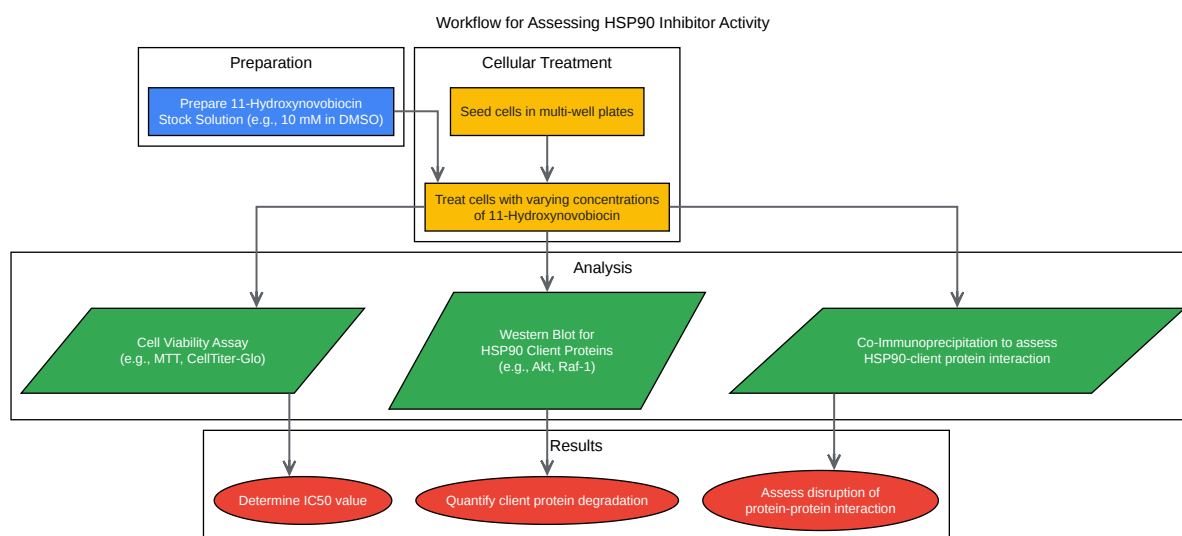 Workflow for Assessing HSP90 Inhibitor Activity
Preparation
Cellular Treatment
Prepare 11-Hydroxynovobiocin
Stock Solution (e.g., 10 mM in DMSO)
Seed cells in multi-well plates
Treat cells with varying concentrations
of 11-Hydroxynovobiocin
Analysis
Cell Viability Assay
(e.g., MTT, CellTiter-Glo)
Western Blot for
HSP90 Client Proteins
(e.g., Akt, Raf-1)
Co-Immunoprecipitation to assess
HSP90-client protein interaction
Results
Determine IC50 value
Quantify client protein degradation
Assess disruption of
protein-protein interaction